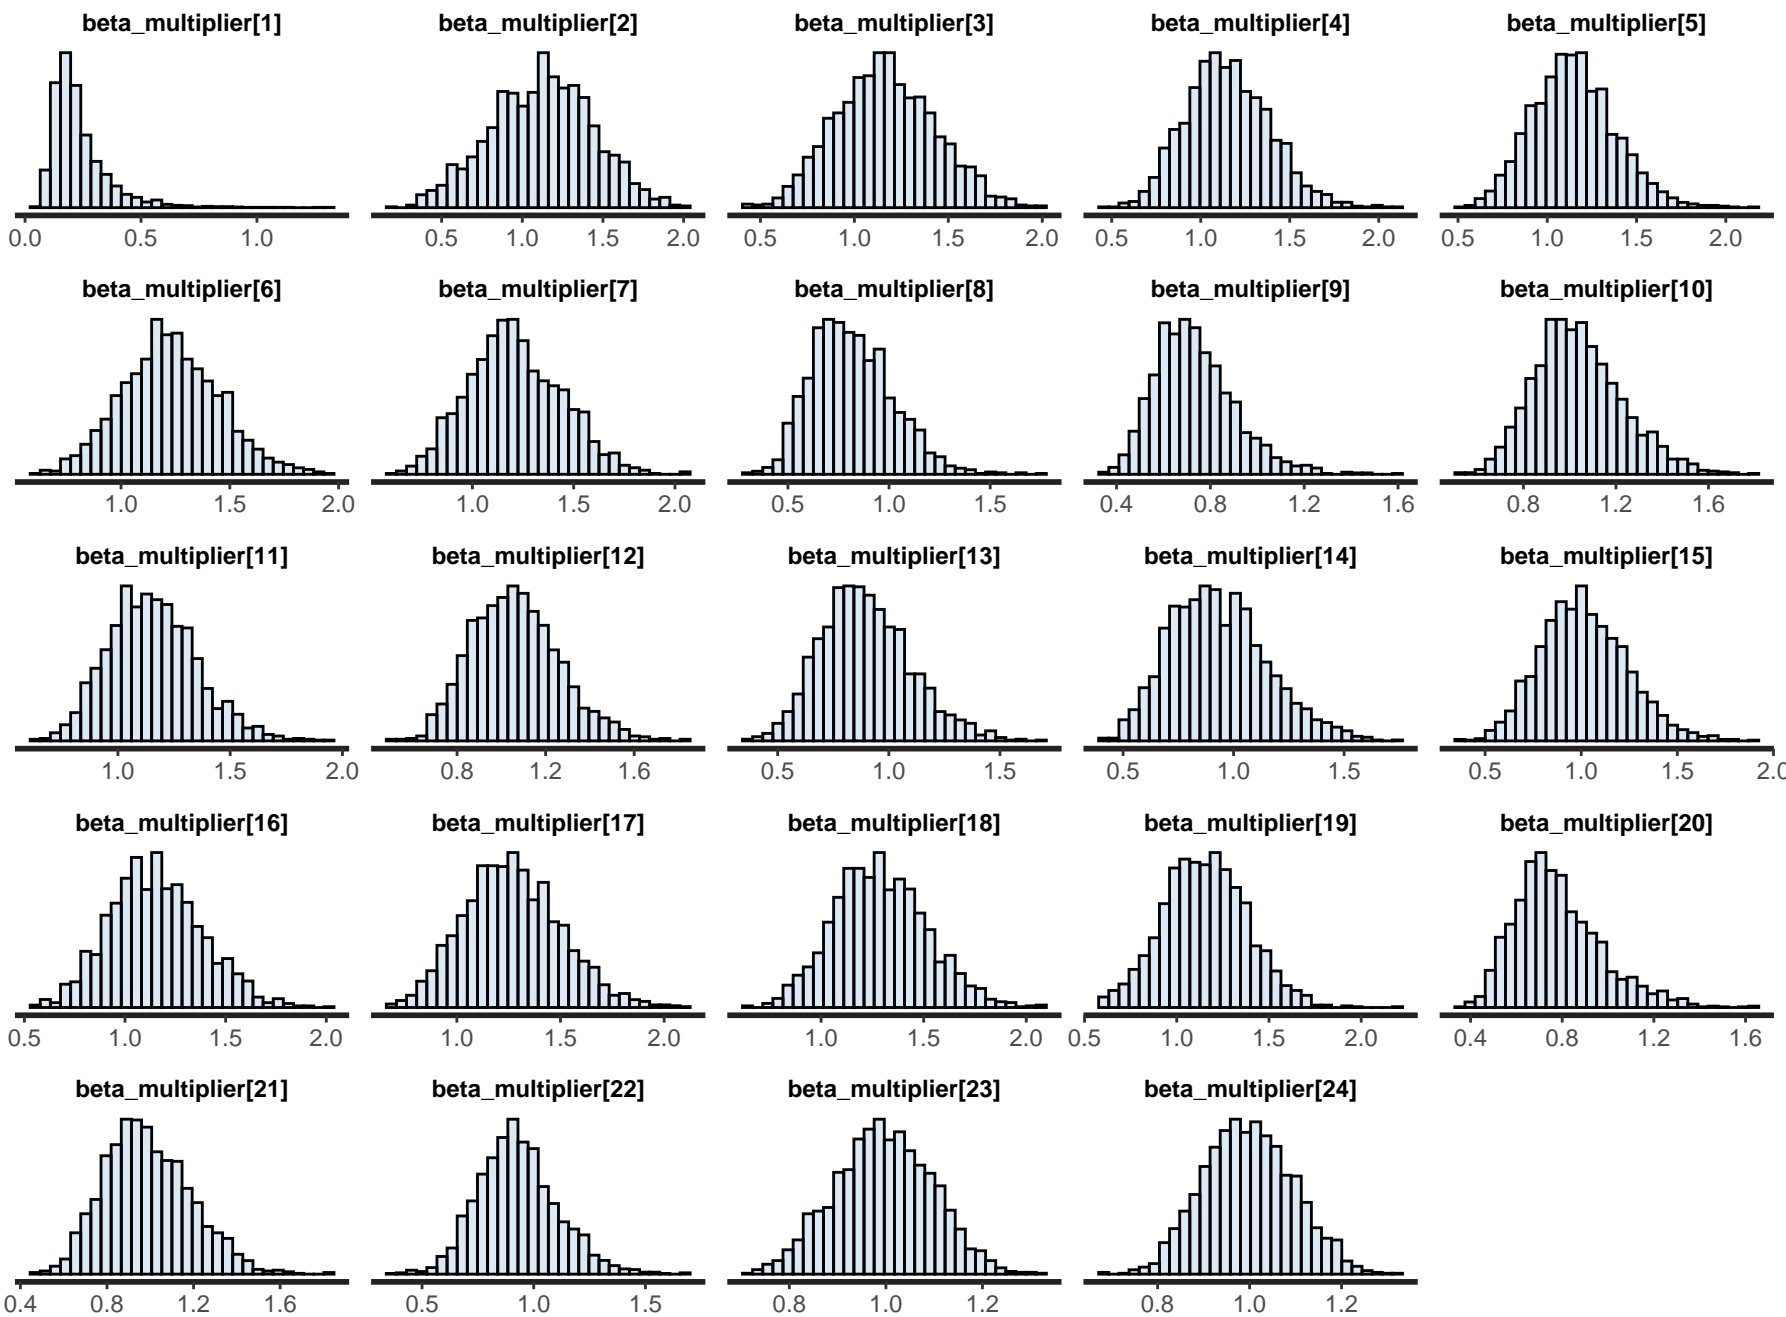 beta_multiplier[1] beta_multiplier[2] beta_multiplier[3] beta_multiplier[4] beta_multiplier[5]
0.0 0.5 1.0 0.5 1.0 1.5 2.0 0.5 1.0 1.5 2.0 0.5 1.0 1.5 2.0 0.5 1.0 1.5 2.0
beta_multiplier[6] beta_multiplier[7] beta_multiplier[8] beta_multiplier[9] beta_multiplier[10]
1.0 1.5 2.0 1.0 1.5 2.0 0.5 1.0 1.5 0.4 0.8 1.2 1.6 0.8 1.2 1.6
beta_multiplier[11] beta_multiplier[12] beta_multiplier[13] beta_multiplier[14] beta_multiplier[15]
1.0 1.5 2.0 0.8 1.2 1.6 0.5 1.0 1.5 0.5 1.0 1.5 0.5 1.0 1.5 2.0
beta_multiplier[16] beta_multiplier[17] beta_multiplier[18] beta_multiplier[19] beta_multiplier[20]
0.5 1.0 1.5 2.0 1.0 1.5 2.0 1.0 1.5 2.0 0.5 1.0 1.5 2.0 0.4 0.8 1.2 1.6
beta_multiplier[21] beta_multiplier[22] beta_multiplier[23] beta_multiplier[24]
0.4 0.8 1.2 1.6 0.5 1.0 1.5 0.8 1.0 1.2 0.8 1.0 1.2